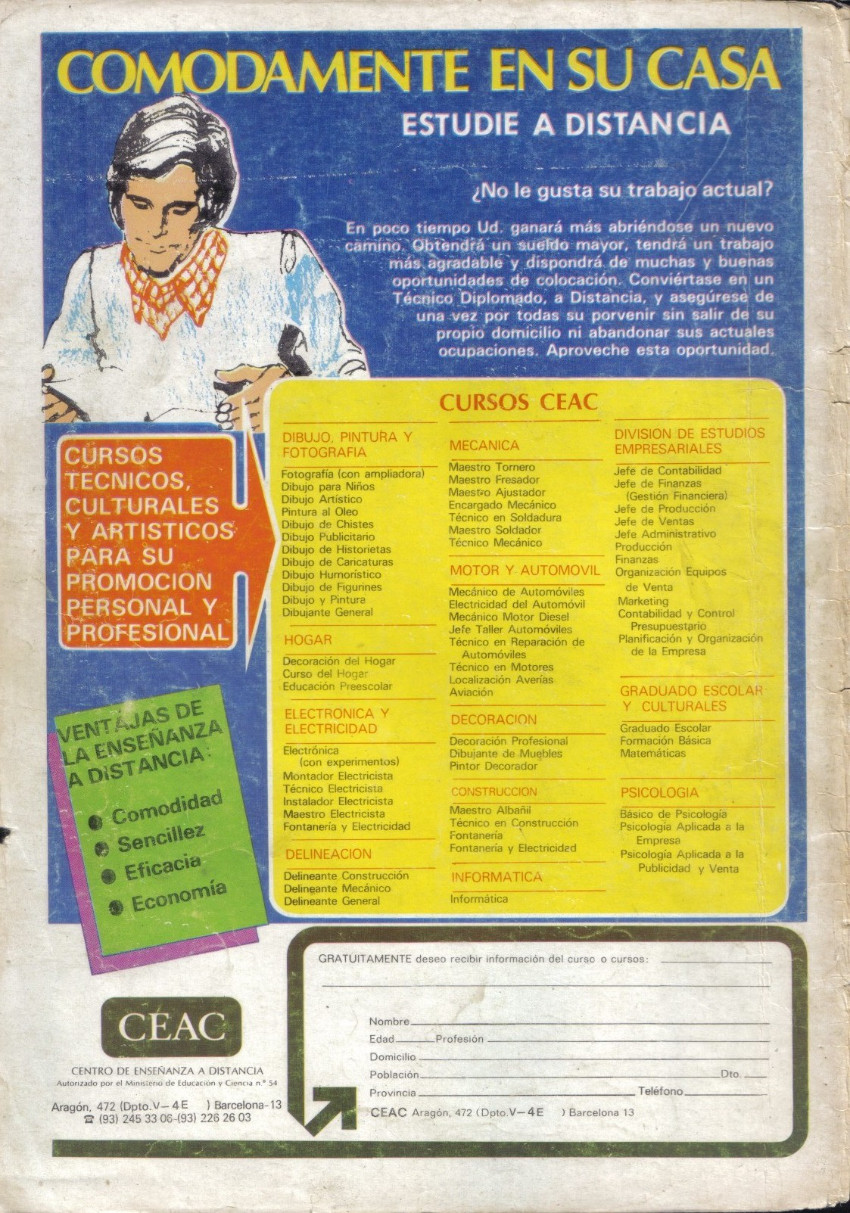 COMODAMENTE EN SU CASA
ESTUDIE A DISTANCIA
¿No le gusta su trabajo actual?
En poco tiempo Ud. ganará más abriéndose un nuevo
camino. Obtendrá un sueldo mayor, tendrá un trabajo
más agradable y dispondrá de muchas y buenas
oportunidades de colocación. Conviértase en un
Técnico Diplomado, a Distancia, y asegúrese de
una vez por todas su porvenir sin salir de su
propio domicilio ni abandonar sus actuales
ocupaciones. Aproveche esta oportunidad.
CURSOS
TECNICOS,
CULTURALES
Y ARTISTICOS
PARA SU
PROMOCION
PERSONAL Y
PROFESIONAL
VENTAJAS DE
LA ENSEÑANZA
A DISTANCIA:
● Comodidad
● Sencillez
● Eficacia
● Economía
CURSOS CEAC
DIBUJO, PINTURA Y
FOTOGRAFIA
Fotografía (con ampliadora)
Dibujo para Niños
Dibujo Artístico
Pintura al Oleo
Dibujo de Chistes
Dibujo Publicitario
Dibujo de Historietas
Dibujo de Caricaturas
Dibujo Humorístico
Dibujo de Figurines
Dibujo y Pintura
Dibujante General
HOGAR
Decoración del Hogar
Curso del Hogar
Educación Preescolar
ELECTRONICA Y
ELECTRICIDAD
Electrónica
(con experimentos)
Montador Electricista
Técnico Electricista
Instalador Electricista
Maestro Electricista
Fontanería y Electricidad
DELINEACION
Delineante Construcción
Delineante Mecánico
Delineante General
MECANICA
Maestro Tornero
Maestro Fresador
Maestro Ajustador
Encargado Mecánico
Técnico en Soldadura
Maestro Soldador
Técnico Mecánico
MOTOR Y AUTOMOVIL
Mecánico de Automóviles
Electricidad del Automóvil
Mecánico Motor Diesel
Jefe Taller Automóviles
Técnico en Reparación de
Automóviles
Técnico en Motores
Localización Averías
Aviación
DECORACION
Decoración Profesional
Dibujante de Muebles
Pintor Decorador
CONSTRUCCION
Maestro Albañil
Técnico en Construcción
Fontanería
Fontanería y Electricidad
INFORMATICA
Informática
DIVISION DE ESTUDIOS
EMPRESARIALES
Jefe de Contabilidad
Jefe de Finanzas
(Gestión Financiera)
Jefe de Producción
Jefe de Ventas
Jefe Administrativo
Producción
Finanzas
Organización Equipos
de Venta
Marketing
Contabilidad y Control
Presupuestario
Planificación y Organización
de la Empresa
GRADUADO ESCOLAR
Y CULTURALES
Graduado Escolar
Formación Básica
Matemáticas
PSICOLOGIA
Básico de Psicología
Psicología Aplicada a la
Empresa
Psicología Aplicada a la
Publicidad y Venta
CEAC
CENTRO DE ENSEÑANZA A DISTANCIA
Autorizado por el Ministerio de Educación y Ciencia n.º 54
Aragón, 472 (Dpto.V-4E ) Barcelona-13
☎ (93) 245 33 06-(93) 226 26 03
GRATUITAMENTE deseo recibir información del curso o cursos:
Nombre
Edad Profesión
Domicilio
Población Dto.
Provincia Teléfono
CEAC Aragón, 472 (Dpto.V-4E ) Barcelona 13